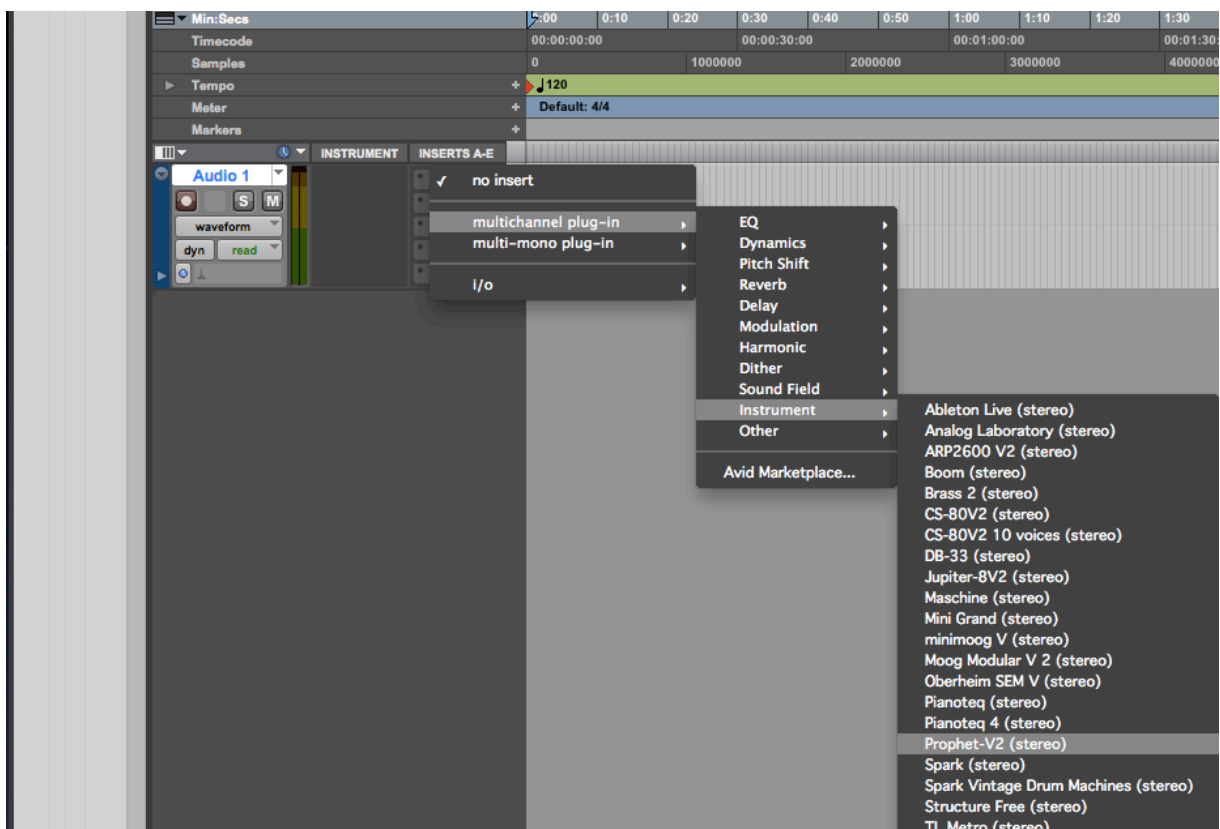 Min:Secs 0:00 0:10 0:20 0:30 0:40 0:50 1:00 1:10 1:20 1:30
Timecode 00:00:00:00 00:00:30:00 00:01:00:00 00:01:30:
Samples 0 1000000 2000000 3000000 4000000
Tempo + 120
Meter + Default: 4/4
Markers +
INSTRUMENT INSERTS A-E
Audio 1
S M
waveform
dyn read
✓ no insert
multichannel plug-in
multi-mono plug-in
i/o
EQ
Dynamics
Pitch Shift
Reverb
Delay
Modulation
Harmonic
Dither
Sound Field
Instrument
Other
Avid Marketplace...
Ableton Live (stereo)
Analog Laboratory (stereo)
ARP2600 V2 (stereo)
Boom (stereo)
Brass 2 (stereo)
CS-80V2 (stereo)
CS-80V2 10 voices (stereo)
DB-33 (stereo)
Jupiter-8V2 (stereo)
Maschine (stereo)
Mini Grand (stereo)
minimoog V (stereo)
Moog Modular V 2 (stereo)
Oberheim SEM V (stereo)
Pianoteq (stereo)
Pianoteq 4 (stereo)
Prophet-V2 (stereo)
Spark (stereo)
Spark Vintage Drum Machines (stereo)
Structure Free (stereo)
TL Metro (stereo)